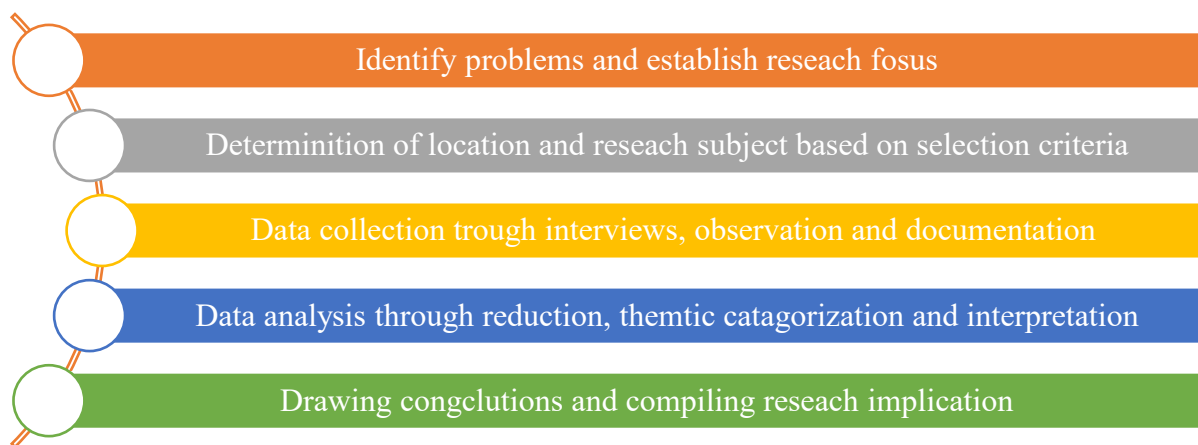 Identify problems and establish reseach fosus
Determinition of location and reseach subject based on selection criteria
Data collection trough interviews, observation and documentation
Data analysis through reduction, themtic catagorization and interpretation
Drawing congclutions and compiling reseach implication